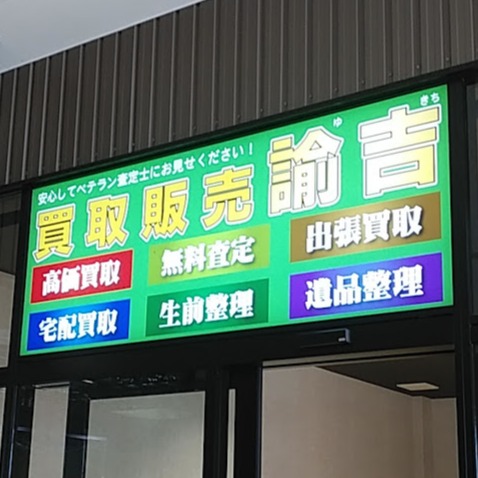 安心してベテラン査定士にお見せください!
買取販売 諭吉
ゆ きち
高価買取 無料査定 出張買取
宅配買取 生前整理 遺品整理